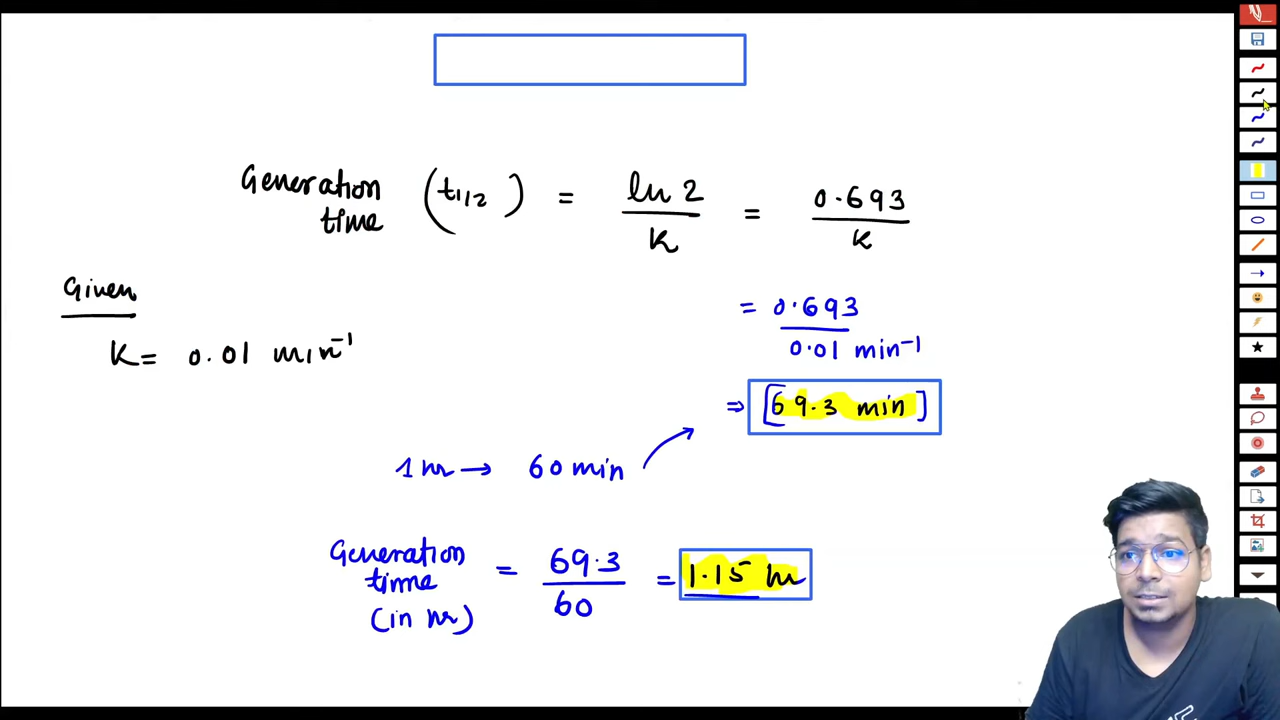 Generation time (t1/2) = ln 2 / K = 0.693 / K
Given
K = 0.01 min⁻¹
= 0.693 / 0.01 min⁻¹
⇒ [69.3 min]
1 hr → 60 min
Generation time (in hr) = 69.3 / 60 = 1.15 hr